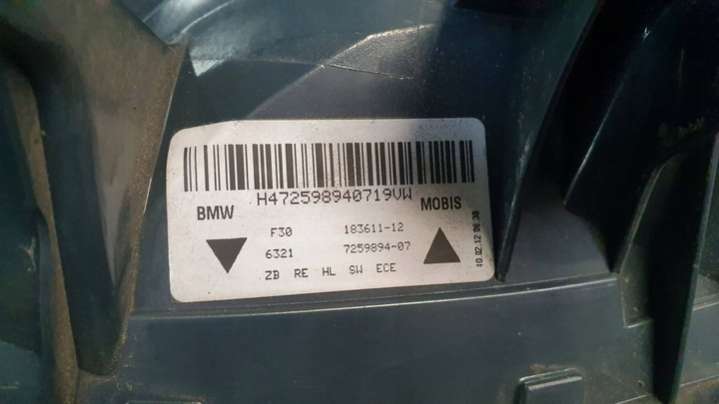 H472598940719VW
BMW MOBIS
F30 183611-12
6321 7259894-07
ZB RE HL SW ECE